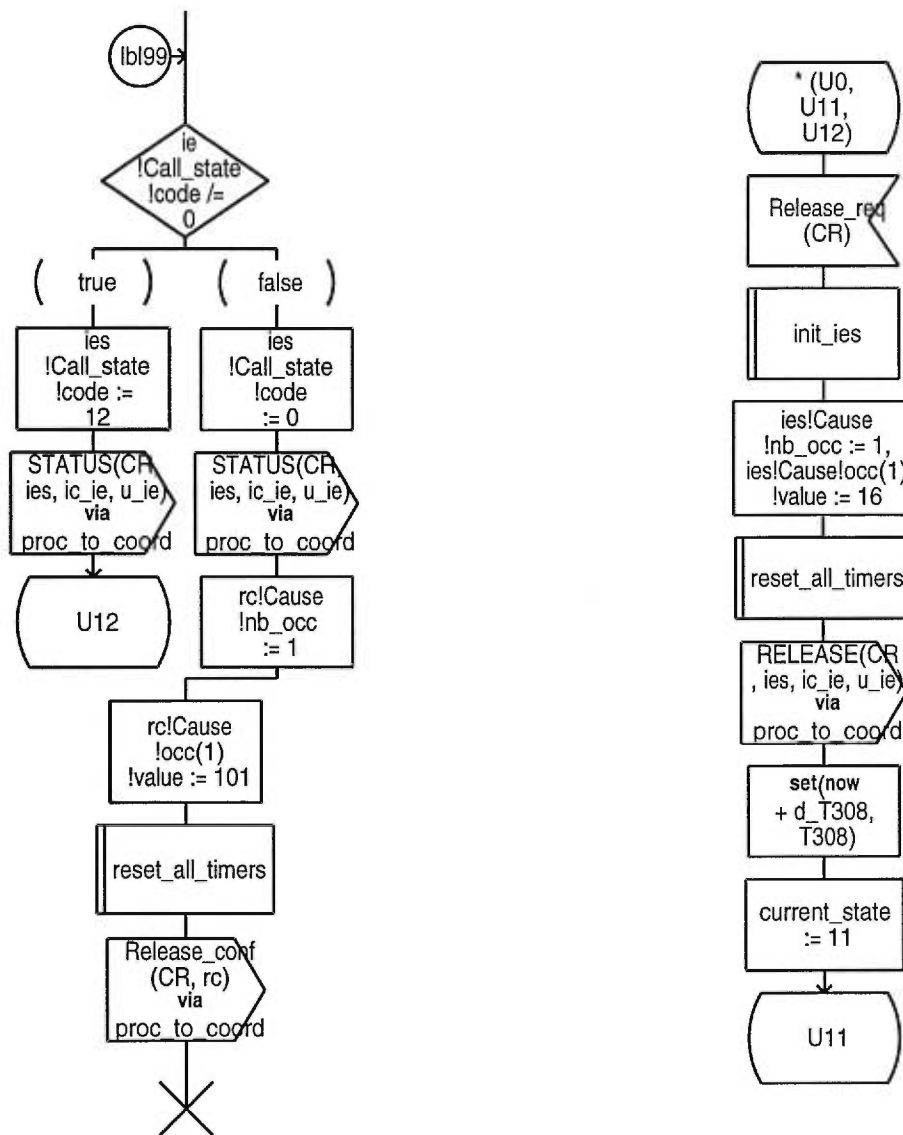 lbl99
ie
!Call_state
!code /=
0
( true )
( false )
ies
!Call_state
!code :=
12
ies
!Call_state
!code
:= 0
STATUS(CR,
ies, ic_ie, u_ie)
via
proc_to_coord
STATUS(CR,
ies, ic_ie, u_ie)
via
proc_to_coord
U12
rc!Cause
!nb_occ
:= 1
rc!Cause
!occ(1)
!value := 101
reset_all_timers
Release_conf
(CR, rc)
via
proc_to_coord
* (U0,
U11,
U12)
Release_req
(CR)
init_ies
ies!Cause
!nb_occ := 1,
ies!Cause!occ(1)
!value := 16
reset_all_timers
RELEASE(CR
, ies, ic_ie, u_ie)
via
proc_to_coord
set(now
+ d_T308,
T308)
current_state
:= 11
U11